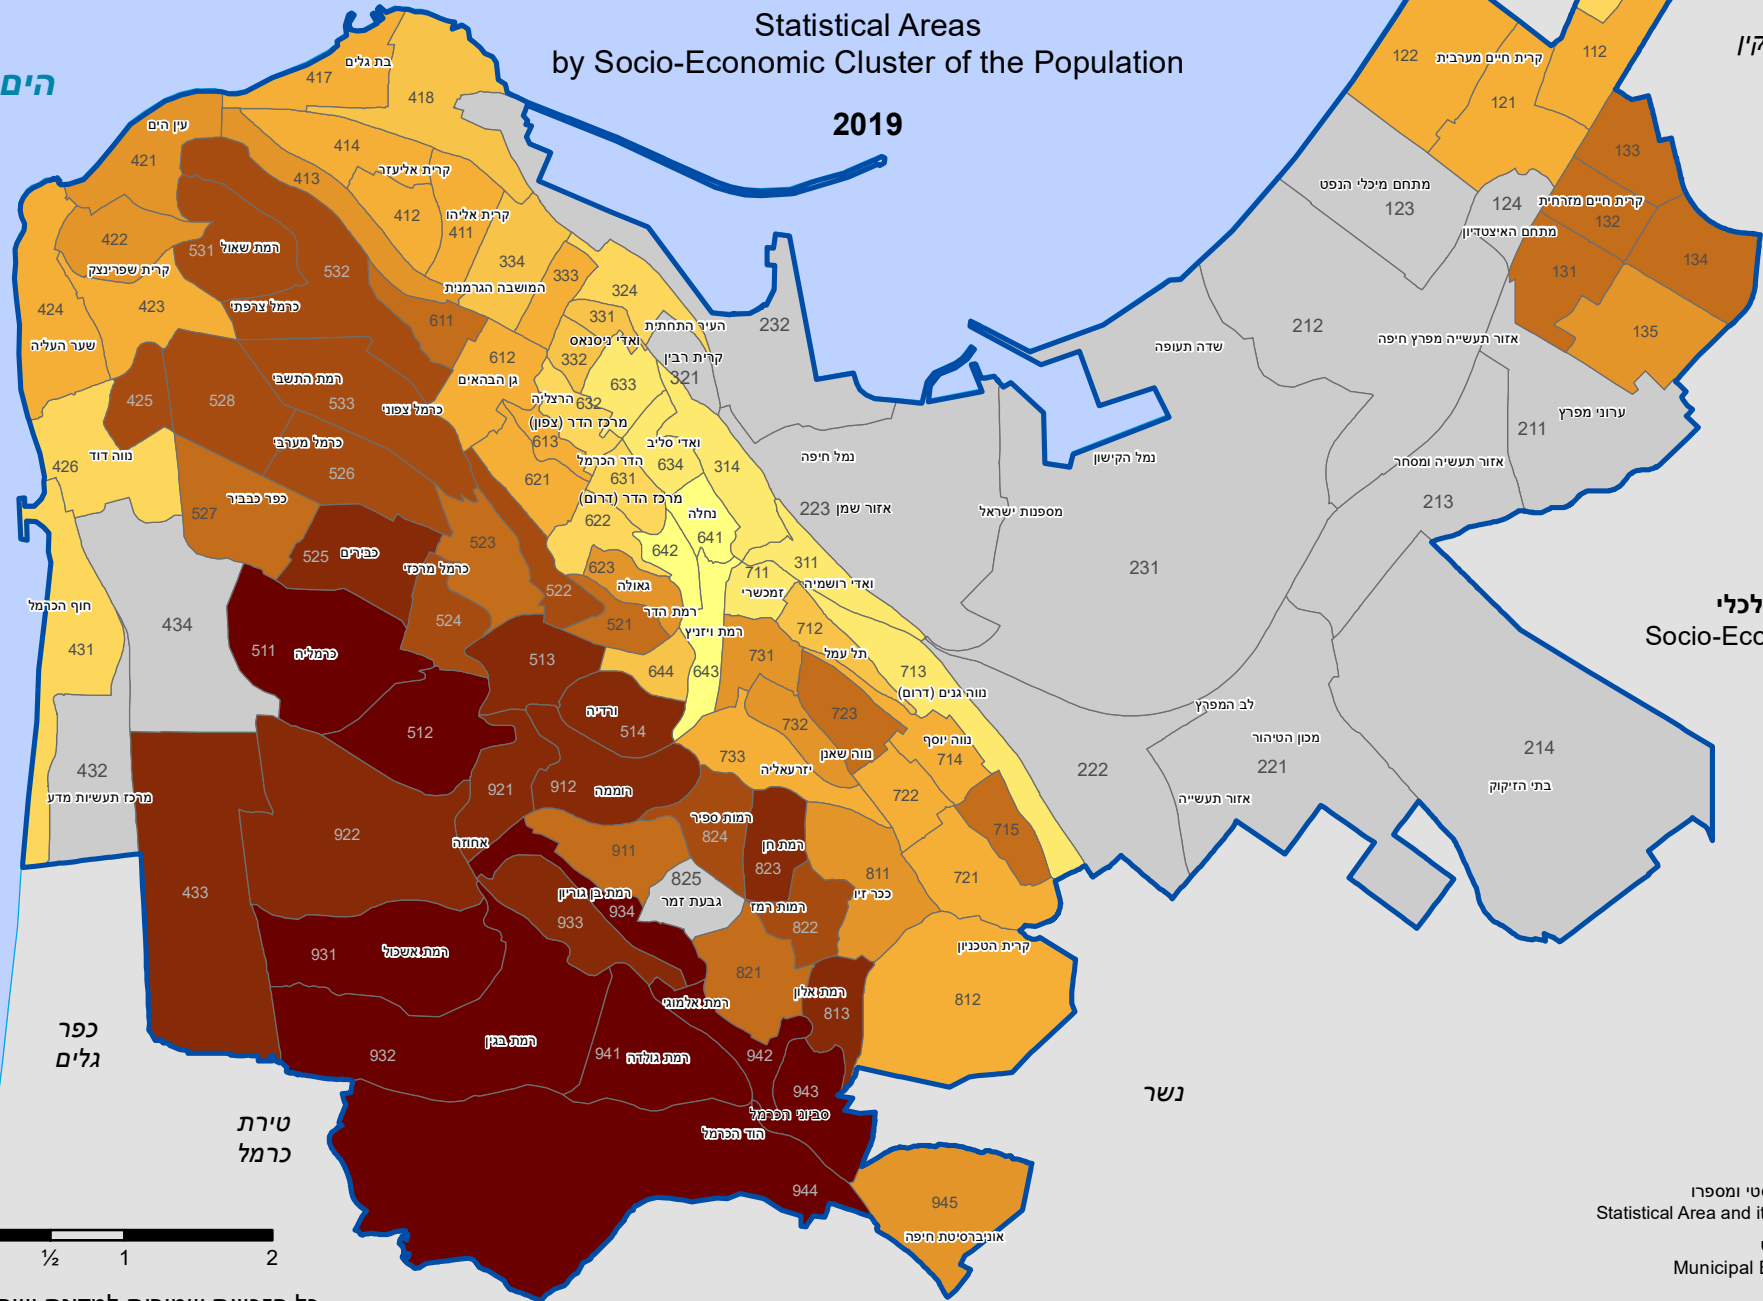 Statistical Areas
by Socio-Economic Cluster of the Population
2019
הים
בת גלים
417
418
122
קרית חיים מערבית
112
121
עין הים
421
414
413
קרית אליעזר
412
קרית אליהו
411
133
מתחם מיכלי הנפט
123
124
קרית חיים מזרחית
132
מתחם האיצטדיון
422
531
רמת שאול
532
334
333
קרית שפרינצק
המושבה הגרמנית
131
134
424
423
כרמל צרפתי
611
324
331
העיר התחתית
232
212
135
שער העליה
612
332
ואדי ניסנאס
קרית רבין
321
שדה תעופה
אזור תעשייה מפרץ חיפה
רמת התשבי
גן הבהאים
633
425
528
533
כרמל צפוני
הרצליה
632
מרכז הדר (צפון)
211
ערוני מפרץ
כרמל מערבי
613
ואדי סליב
426
נווה דוד
526
621
הדר הכרמל
631
634
314
נמל חיפה
נמל הקישון
אזור תעשיה ומסחר
כפר כבביר
527
מרכז הדר (דרום)
622
נחלה
223
אזור שמן
מספנות ישראל
213
525
כבירים
523
642
641
כרמל מרכזי
623
גאולה
711
זמכשרי
311
ואדי רושמיה
231
חוף הכרמל
434
522
521
רמת הדר
524
רמת ויזניץ
712
431
511
כרמליה
513
731
תל עמל
644
643
713
נווה גנים (דרום)
לכלי
Socio-Eco
512
ורדיה
514
732
723
לב המפרץ
נווה יוסף
714
מכון הטיהור
221
214
432
733
יזרעאליה
נווה שאנן
222
בתי הזיקוק
מרכז תעשיות מדע
921
912
רוממה
722
אזור תעשייה
922
אחוזה
רמות ספיר
824
רמת חן
823
715
911
433
825
גבעת זמר
811
ככר זיו
721
רמת בן גוריון
934
933
רמות רמז
822
931
רמת אשכול
קרית הטכניון
821
רמת אלון
813
812
רמת אלמוגי
כפר
גלים
932
רמת בגין
941
רמת גולדה
942
943
סביוני הכרמל
הוד הכרמל
נשר
טירת
כרמל
944
945
אוניברסיטת חיפה
½ 1 2
Statistical Area and i
Municipal